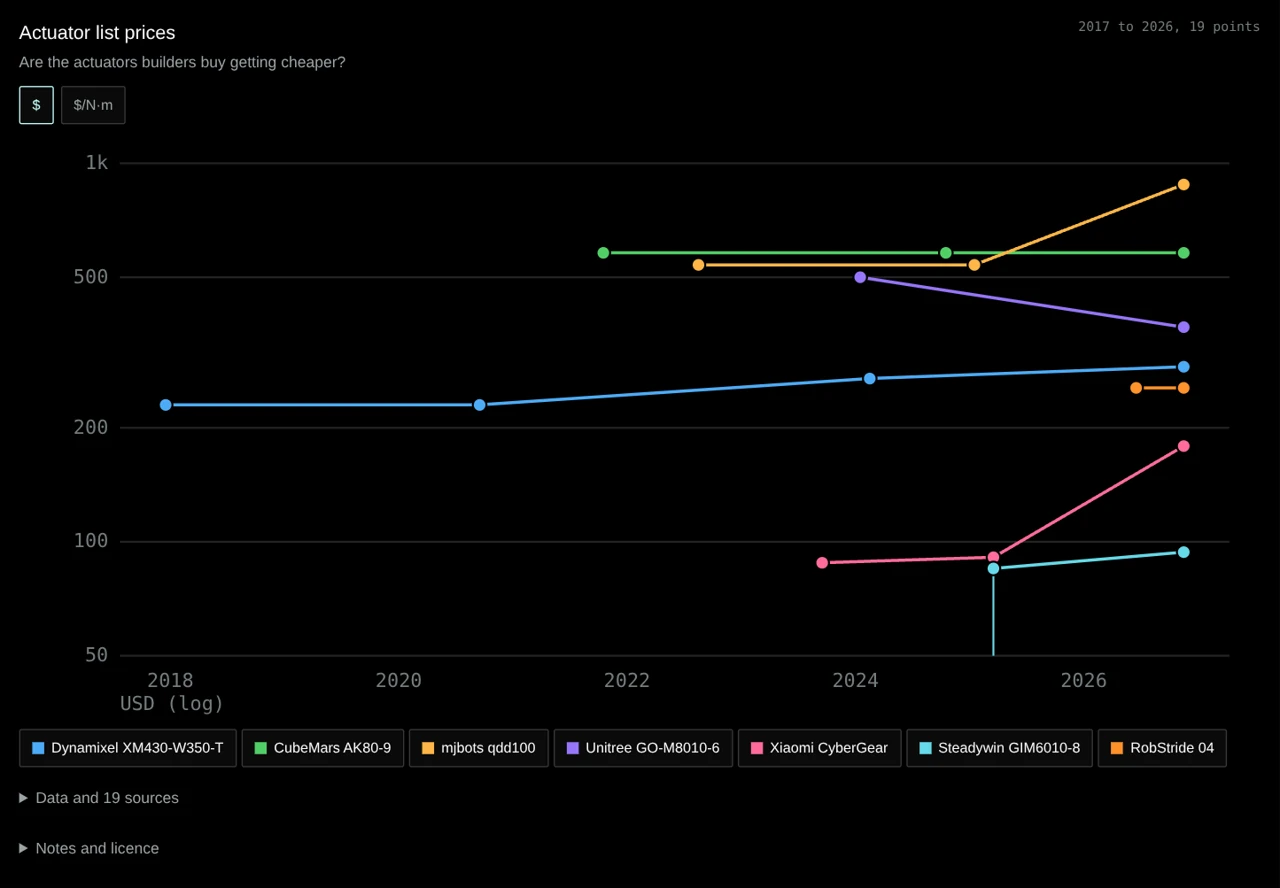 Actuator list prices
2017 to 2026, 19 points
Are the actuators builders buy getting cheaper?
$ $/N·m
1k
500
200
100
50
2018 2020 2022 2024 2026
USD (log)
Dynamixel XM430-W350-T CubeMars AK80-9 mjbots qdd100 Unitree GO-M8010-6 Xiaomi CyberGear Steadywin GIM6010-8 RobStride 04
Data and 19 sources
Notes and licence